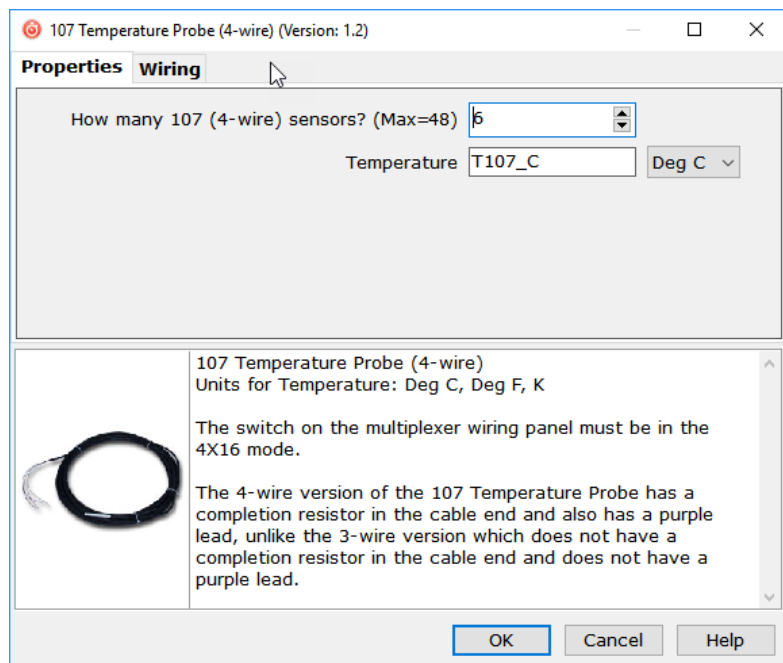 107 Temperature Probe (4-wire) (Version: 1.2)
Properties Wiring
How many 107 (4-wire) sensors? (Max=48) 6
Temperature T107_C Deg C
107 Temperature Probe (4-wire)
Units for Temperature: Deg C, Deg F, K
The switch on the multiplexer wiring panel must be in the
4X16 mode.
The 4-wire version of the 107 Temperature Probe has a
completion resistor in the cable end and also has a purple
lead, unlike the 3-wire version which does not have a
completion resistor in the cable end and does not have a
purple lead.
OK Cancel Help